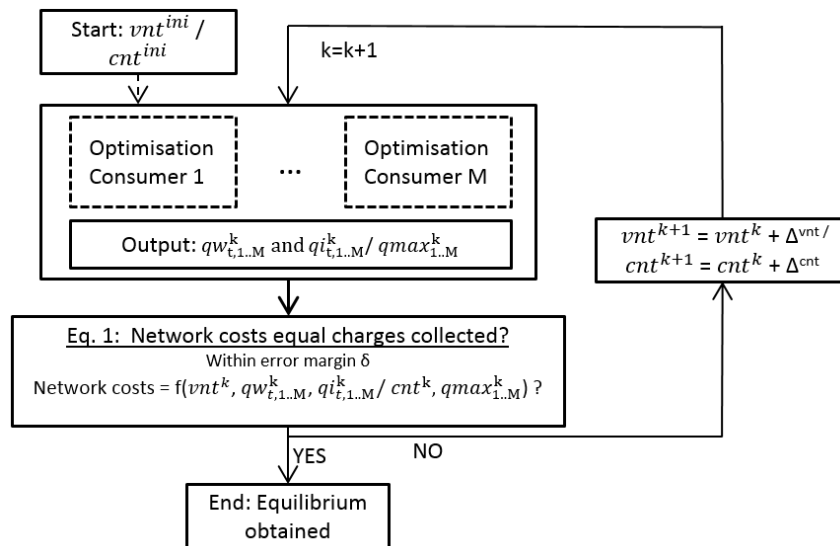 Start: vnt^ini /
cnt^ini
k=k+1
Optimisation
Consumer 1
...
Optimisation
Consumer M
Output: qw^k_t,1..M and qi^k_t,1..M / qmax^k_1..M
vnt^k+1 = vnt^k + Δ^vnt /
cnt^k+1 = cnt^k + Δ^cnt
Eq. 1: Network costs equal charges collected?
Within error margin δ
Network costs = f(vnt^k, qw^k_t,1..M, qi^k_t,1..M / cnt^k, qmax^k_1..M) ?
YES
NO
End: Equilibrium
obtained